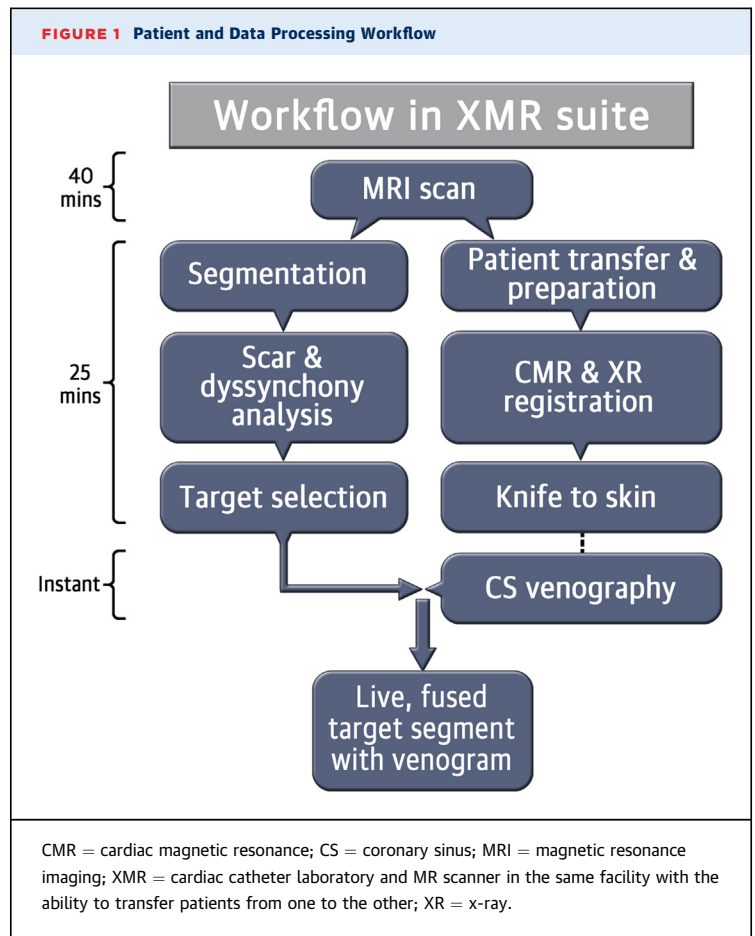 FIGURE 1 Patient and Data Processing Workflow
Workflow in XMR suite
40
mins
MRI scan
Segmentation
Patient transfer &
preparation
25
mins
Scar &
dyssynchony
analysis
CMR & XR
registration
Target selection
Knife to skin
Instant
CS venography
Live, fused
target segment
with venogram
CMR = cardiac magnetic resonance; CS = coronary sinus; MRI = magnetic resonance
imaging; XMR = cardiac catheter laboratory and MR scanner in the same facility with the
ability to transfer patients from one to the other; XR = x-ray.